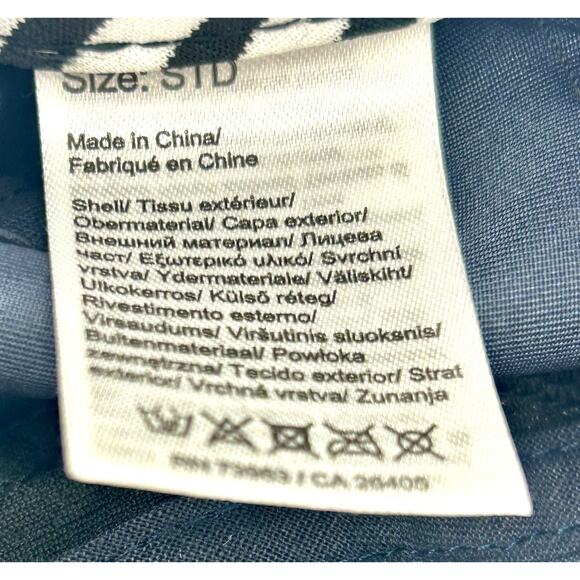 Size: STD
Made in China/
Fabriqué en Chine
Shell/ Tissu extérieur/
Obermaterial/ Capa exterior/
Външний материал/ Лицева
част/ Εξωτερικό υλικό/ Svrchní
vrstva/ Ydermateriale/ Väliskiht/
Ulkokerros/ Külső réteg/
Rivestimento esterno/
Virsaudums/ Viršutinis sluoksnis/
Buitenmateriaal/ Powłoka
zewnętrzna/ Tecido exterior/ Strat
exterior/ Vrchná vrstva/ Zunanja
RN 73963 / CA 26405